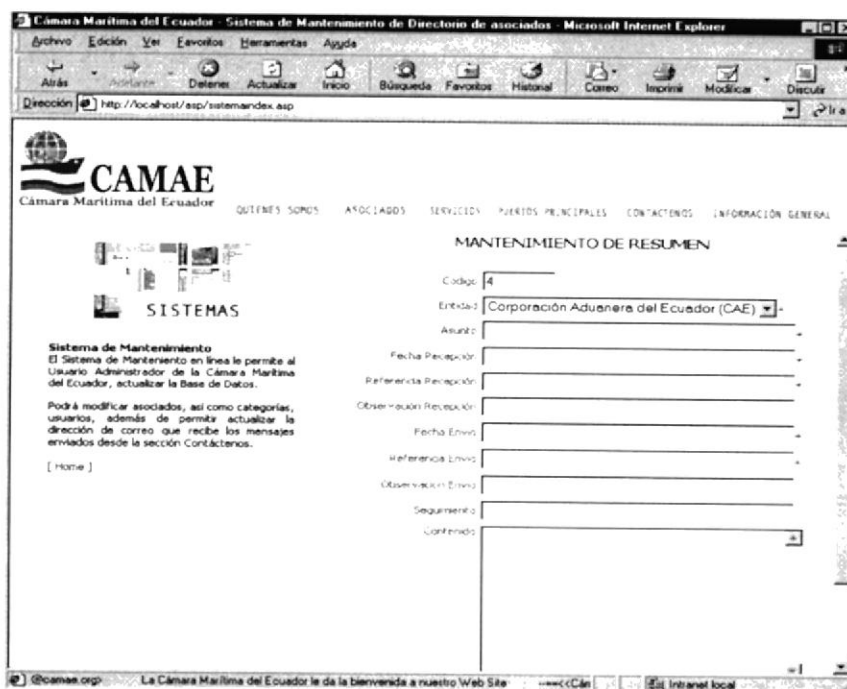 Cámara Marítima del Ecuador - Sistema de Mantenimiento de Directorio de asociados - Microsoft Internet Explorer
Archivo Edición Ver Favoritos Herramientas Ayuda
Atrás Adelante Detener Actualizar Inicio Búsqueda Favoritos Historial Correo Imprimir Modificar Discutir
Dirección http://localhost/asp/sistemaindex.asp Ir a
CAMAE
Cámara Marítima del Ecuador
QUIENES SOMOS ASOCIADOS SERVICIOS PUERTOS PRINCIPALES CONTACTENOS INFORMACIÓN GENERAL
MANTENIMIENTO DE RESUMEN
SISTEMAS
Sistema de Mantenimiento
El Sistema de Manteniento en línea le permite al
Usuario Administrador de la Cámara Marítima
del Ecuador, actualizar la Base de Datos.
Podrá modificar asociados, así como categorías,
usuarios, además de permitir actualizar la
dirección de correo que recibe los mensajes
enviados desde la sección Contáctenos.
[ Home ]
Codigo 4
Entidad Corporación Aduanera del Ecuador (CAE)
Asunto
Fecha Recepción
Referencia Recepción
Observación Recepción
Fecha Envio
Referencia Envio
Observación Envio
Seguimiento
Contenido
@camae.org> La Cámara Marítima del Ecuador le da la bienvenida a nuestro Web Site ---==<<Cám Intranet local